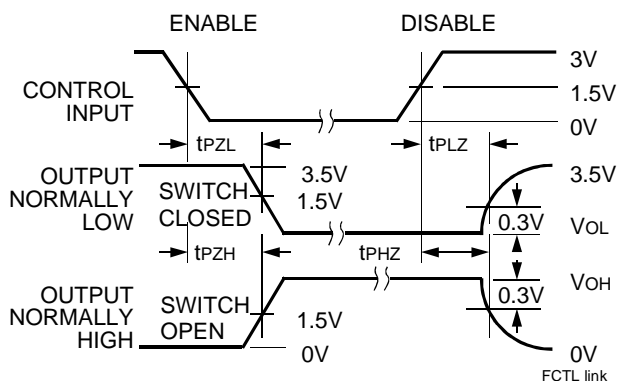 ENABLE
DISABLE
CONTROL
INPUT
3V
1.5V
0V
tPZL
tPLZ
OUTPUT
NORMALLY
LOW
SWITCH
CLOSED
3.5V
1.5V
3.5V
0.3V
VOL
tPZH
tPHZ
OUTPUT
NORMALLY
HIGH
SWITCH
OPEN
1.5V
0V
0.3V
VOH
0V
FCTL link